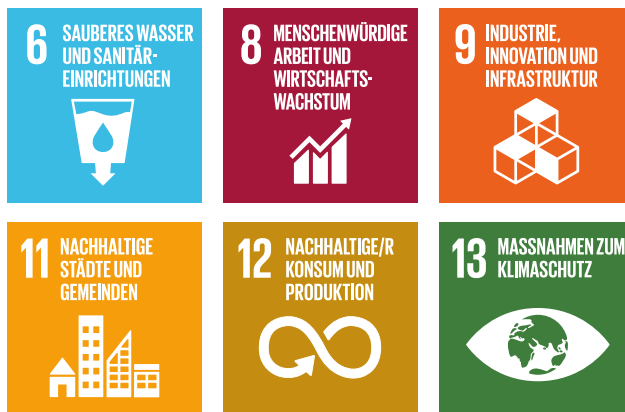 6 SAUBERES WASSER
UND SANITÄR-
EINRICHTUNGEN
8 MENSCHENWÜRDIGE
ARBEIT UND
WIRTSCHAFTS-
WACHSTUM
9 INDUSTRIE,
INNOVATION UND
INFRASTRUKTUR
11 NACHHALTIGE
STÄDTE UND
GEMEINDEN
12 NACHHALTIGE/R
KONSUM UND
PRODUKTION
13 MASSNAHMEN ZUM
KLIMASCHUTZ